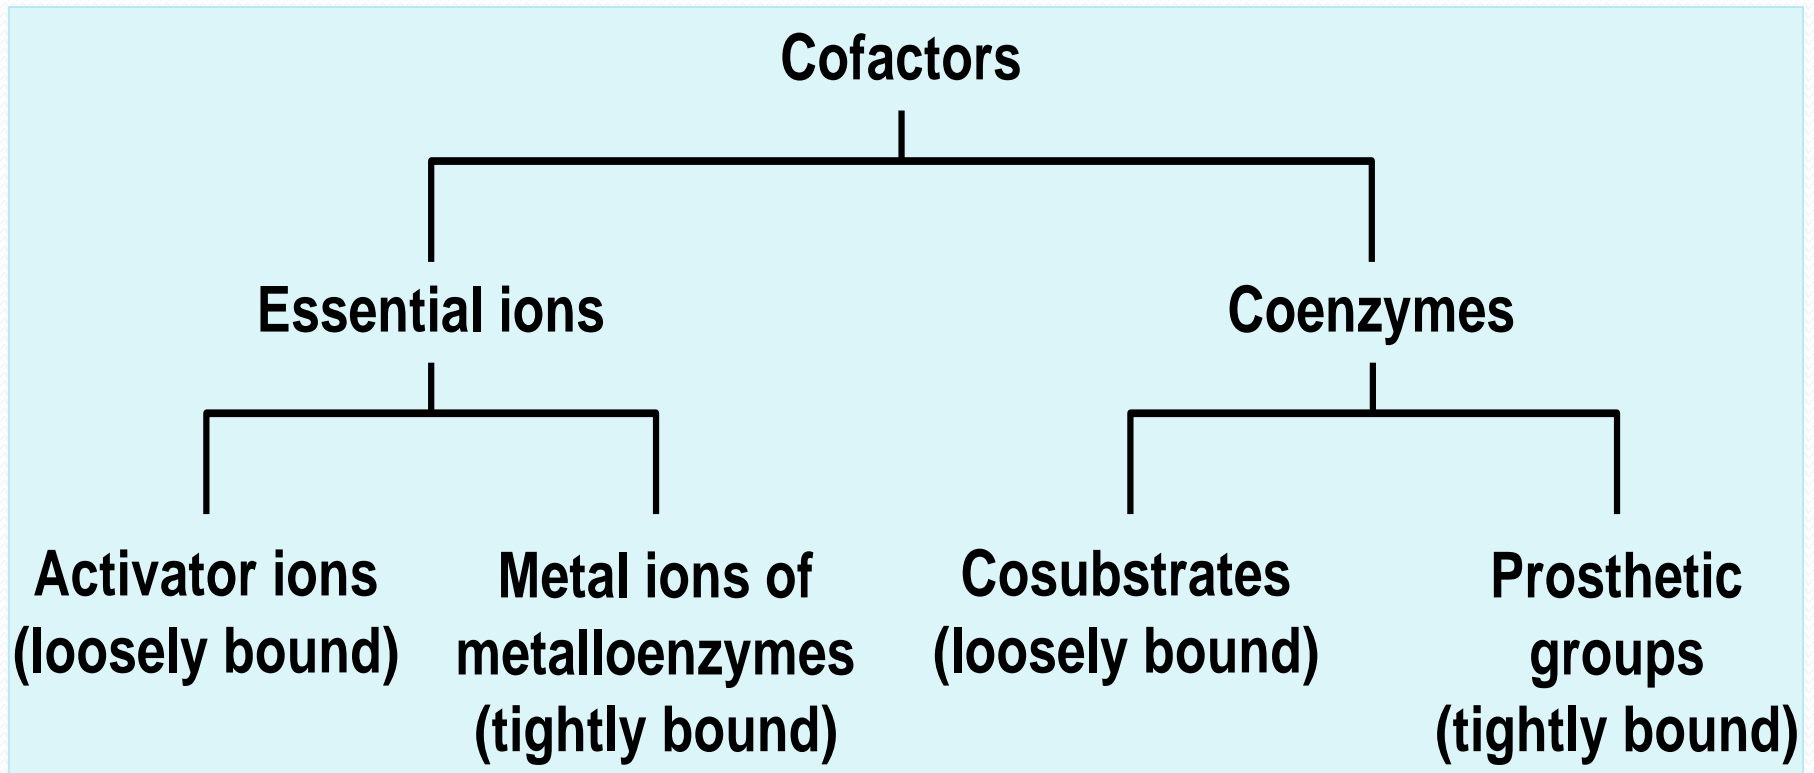 Cofactors
Essential ions
Coenzymes
Activator ions
(loosely bound)
Metal ions of
metalloenzymes
(tightly bound)
Cosubstrates
(loosely bound)
Prosthetic
groups
(tightly bound)